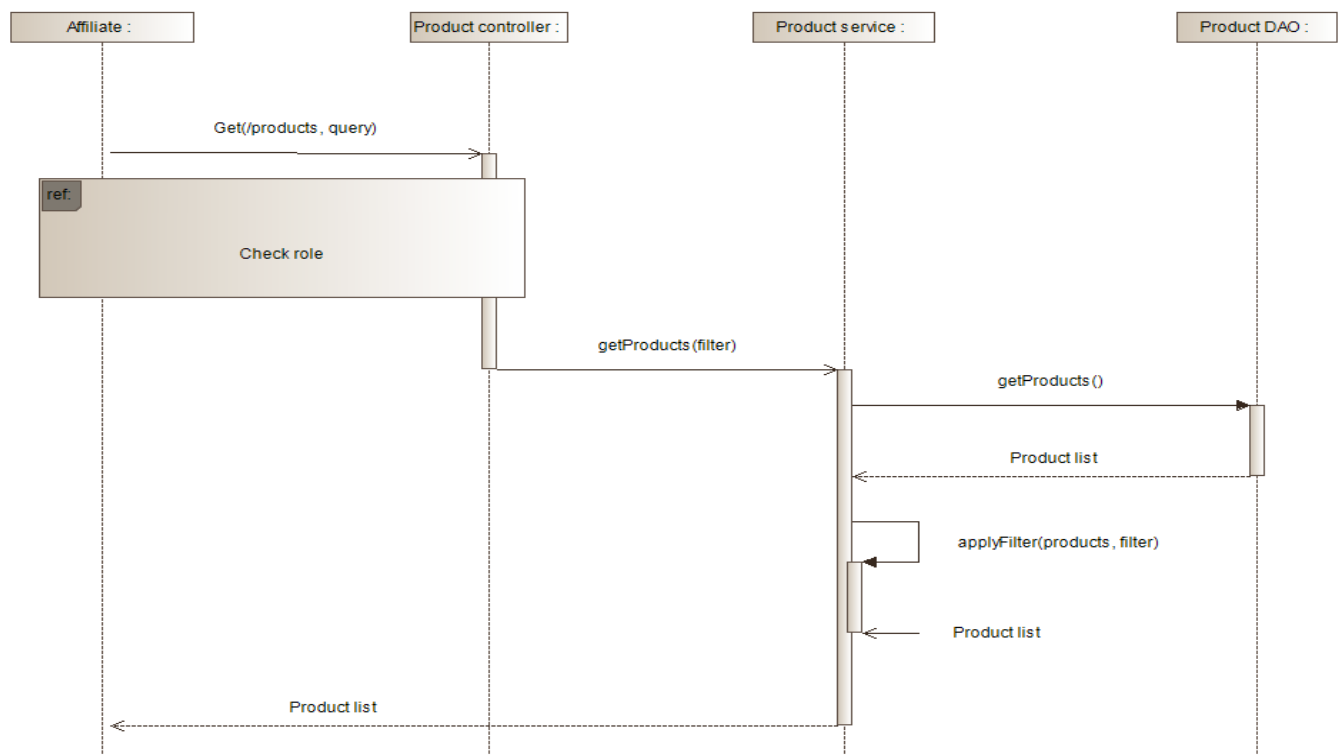 Affiliate :
Product controller :
Product service :
Product DAO :
Get(/products, query)
ref:
Check role
getProducts(filter)
getProducts()
Product list
applyFilter(products, filter)
Product list
Product list